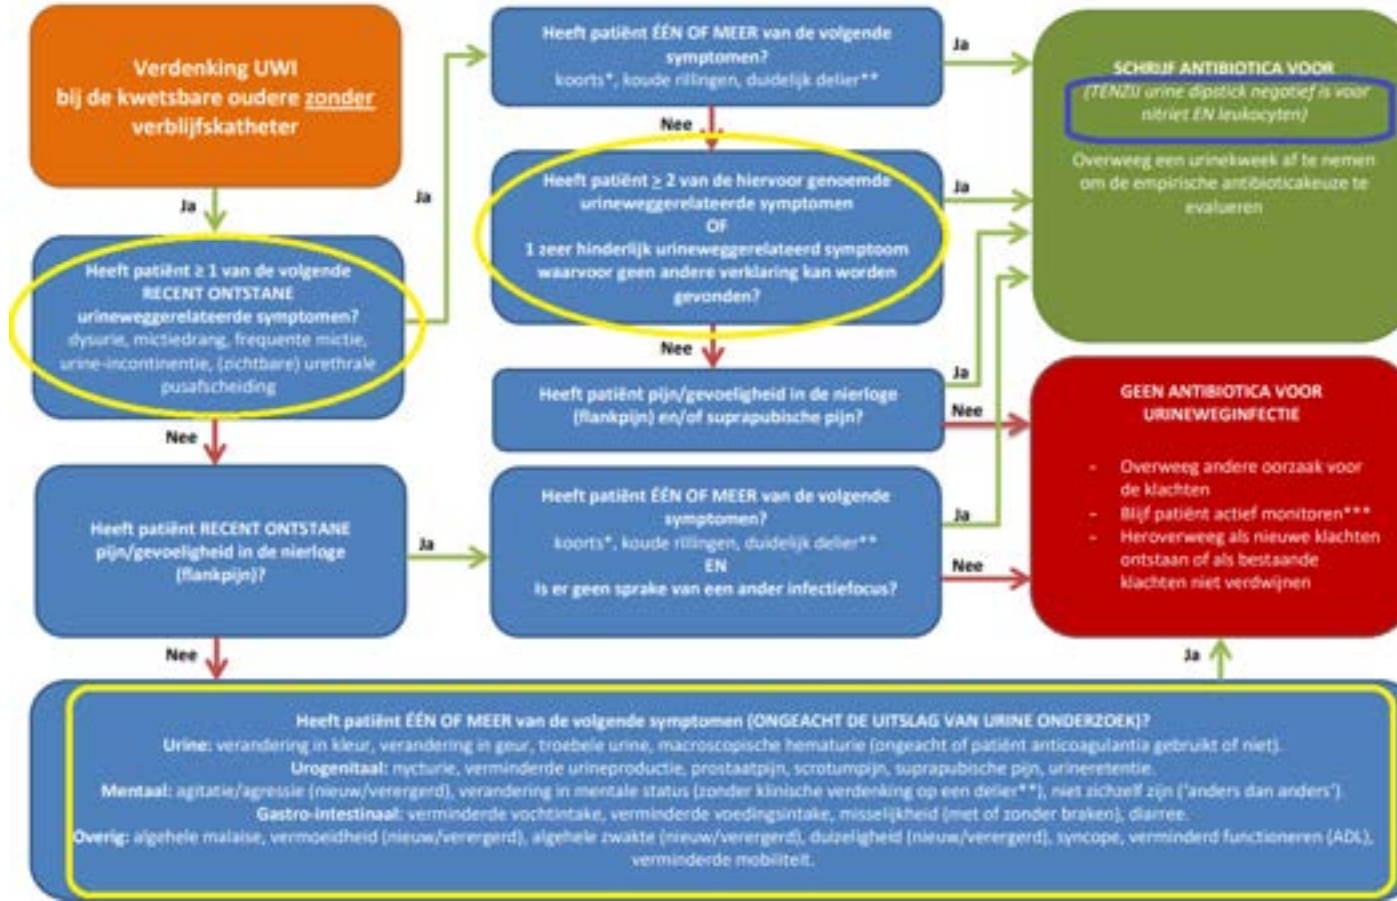 Verdenking UWI
bij de kwetsbare oudere zonder
verblijfskatheter
Ja
Heeft patiënt ≥ 1 van de volgende
RECENT ONTSTANE
urineweggerelateerde symptomen?
dysurie, mictiedrang, frequente mictie,
urine-incontinentie, (zichtbare) urethrale
pusafscheiding
Ja
Nee
Heeft patiënt RECENT ONTSTANE
pijn/gevoeligheid in de nierloge
(flankpijn)?
Ja
Nee
Heeft patiënt ÉÉN OF MEER van de volgende
symptomen?
koorts*, koude rillingen, duidelijk delier**
Ja
Nee
Heeft patiënt ≥ 2 van de hiervoor genoemde
urineweggerelateerde symptomen
OF
1 zeer hinderlijk urineweggerelateerd symptoom
waarvoor geen andere verklaring kan worden
gevonden?
Ja
Nee
Heeft patiënt pijn/gevoeligheid in de nierloge
(flankpijn) en/of suprapubische pijn?
Ja
Nee
Heeft patiënt ÉÉN OF MEER van de volgende
symptomen?
koorts*, koude rillingen, duidelijk delier**
EN
Is er geen sprake van een ander infectiefocus?
Ja
Nee
SCHRIJF ANTIBIOTICA VOOR
(TENZIJ urine dipstick negatief is voor
nitriet EN leukocyten)
Overweeg een urinekweek af te nemen
om de empirische antibioticakeuze te
evalueren
GEEN ANTIBIOTICA VOOR
URINEWEGINFECTIE
- Overweeg andere oorzaak voor
de klachten
- Blijf patiënt actief monitoren***
- Heroverweeg als nieuwe klachten
ontstaan of als bestaande
klachten niet verdwijnen
Ja
Heeft patiënt ÉÉN OF MEER van de volgende symptomen (ONGEACHT DE UITSLAG VAN URINE ONDERZOEK)?
Urine: verandering in kleur, verandering in geur, troebele urine, macroscopische hematurie (ongeacht of patiënt anticoagulantia gebruikt of niet).
Urogenitaal: nycturie, verminderde urineproductie, prostaatpijn, scrotumpijn, suprapubische pijn, urineretentie.
Mentaal: agitatie/agressie (nieuw/verergerd), verandering in mentale status (zonder klinische verdenking op een delier**), niet zichzelf zijn ('anders dan anders').
Gastro-intestinaal: verminderde vochtintake, verminderde voedingsintake, misselijkheid (met of zonder braken), diarree.
Overig: algehele malaise, vermoeidheid (nieuw/verergerd), algehele zwakte (nieuw/verergerd), duizeligheid (nieuw/verergerd), syncope, verminderd functioneren (ADL),
verminderde mobiliteit.